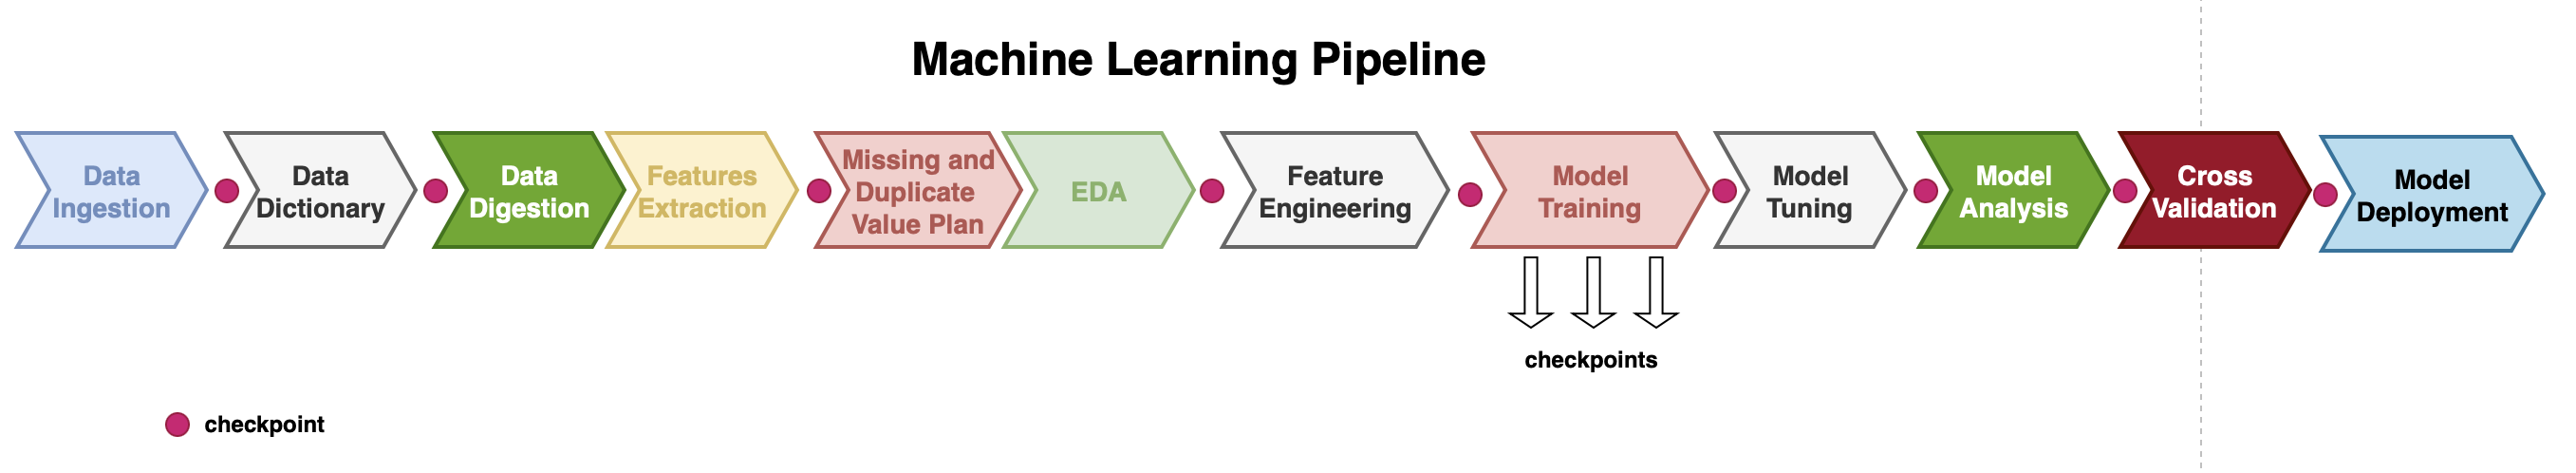 Machine Learning Pipeline
Data
Ingestion
Data
Dictionary
Data
Digestion
Features
Extraction
Missing and
Duplicate
Value Plan
EDA
Feature
Engineering
Model
Training
Model
Tuning
Model
Analysis
Cross
Validation
Model
Deployment
checkpoints
checkpoint